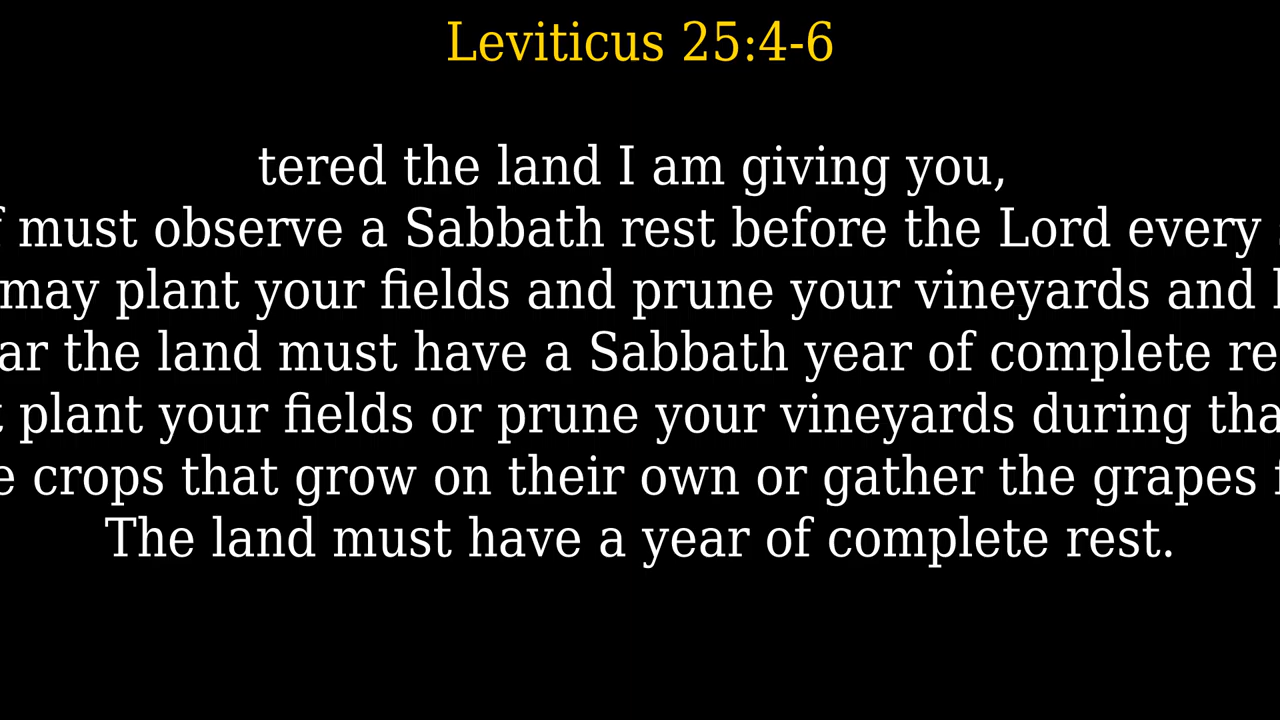 Leviticus 25:4-6
tered the land I am giving you,
must observe a Sabbath rest before the Lord every
may plant your fields and prune your vineyards and
ar the land must have a Sabbath year of complete re
plant your fields or prune your vineyards during tha
e crops that grow on their own or gather the grapes
The land must have a year of complete rest.